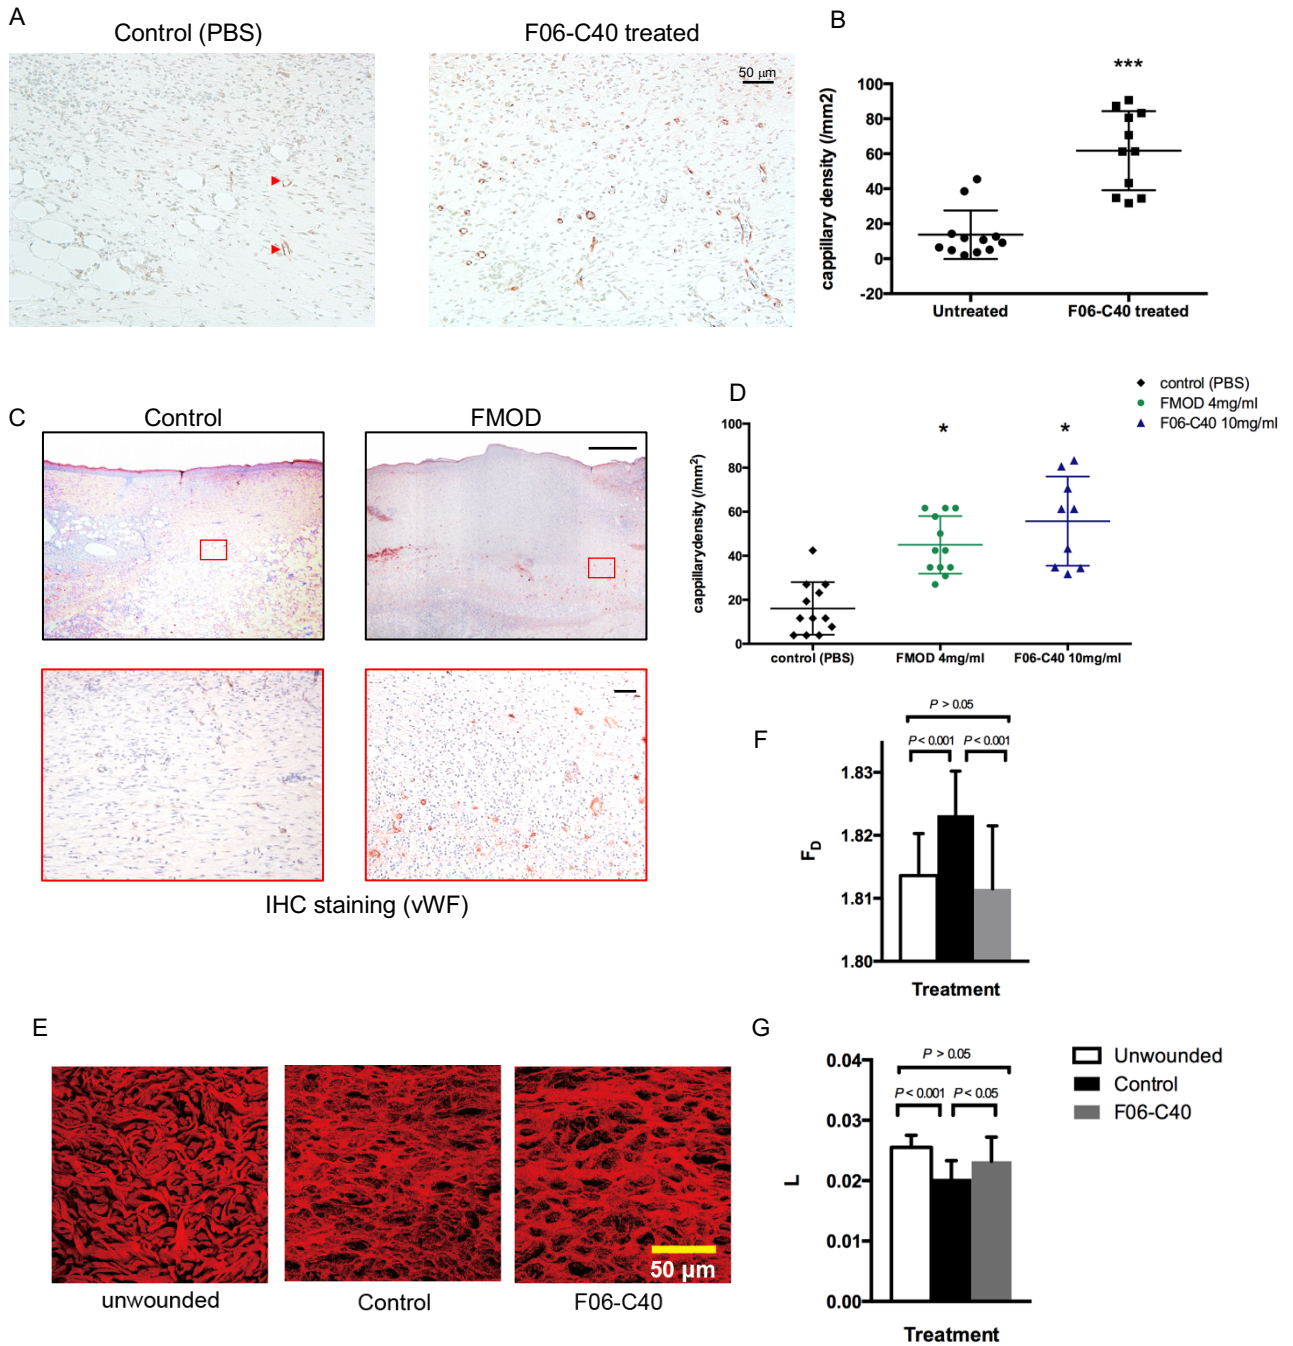 A
Control (PBS)
F06-C40 treated
50 µm
B
***
cappillary density (/mm2)
100
80
60
40
20
0
-20
Untreated
F06-C40 treated
C
Control
FMOD
IHC staining (vWF)
D
control (PBS)
FMOD 4mg/ml
F06-C40 10mg/ml
cappillarydensity (/mm²)
100
80
60
40
20
0
*
*
control (PBS)
FMOD 4mg/ml
F06-C40 10mg/ml
F
P > 0.05
P < 0.001
P < 0.001
F_D
1.83
1.82
1.81
1.80
Treatment
E
50 µm
unwounded
Control
F06-C40
G
P > 0.05
P < 0.001
P < 0.05
L
0.04
0.03
0.02
0.01
0.00
Treatment
Unwounded
Control
F06-C40